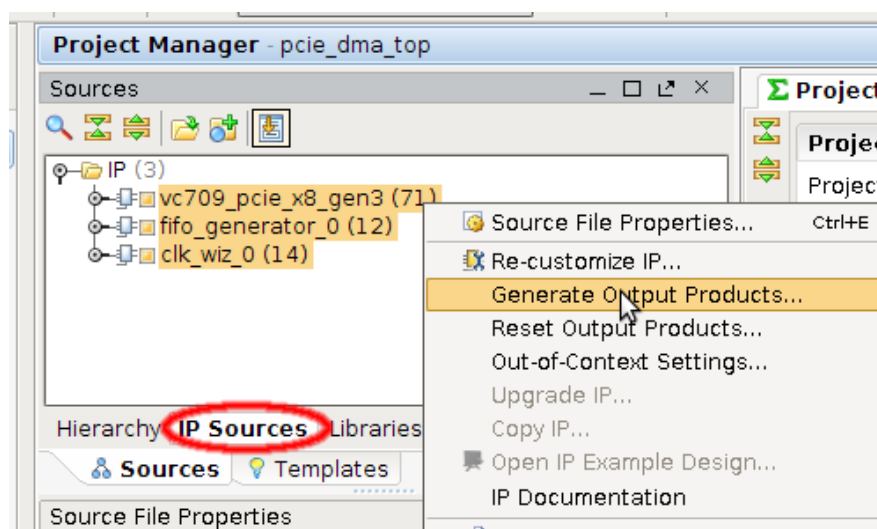 Project Manager - pcie_dma_top
Sources
Σ Project
IP (3)
vc709_pcie_x8_gen3 (71)
fifo_generator_0 (12)
clk_wiz_0 (14)
Project
Source File Properties... Ctrl+E
Re-customize IP...
Generate Output Products...
Reset Output Products...
Out-of-Context Settings...
Upgrade IP...
Copy IP...
Open IP Example Design...
IP Documentation
Hierarchy IP Sources Libraries
Sources Templates
Source File Properties